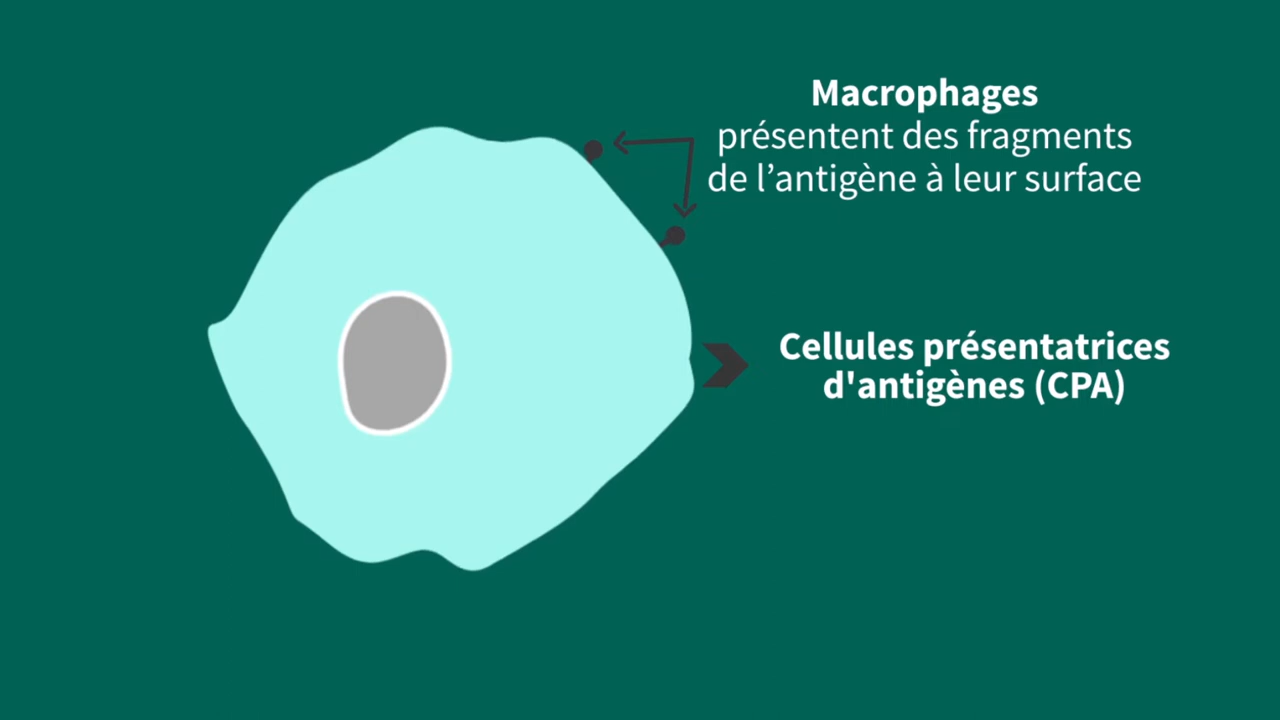 Macrophages
présentent des fragments
de l’antigène à leur surface
Cellules présentatrices
d'antigènes (CPA)